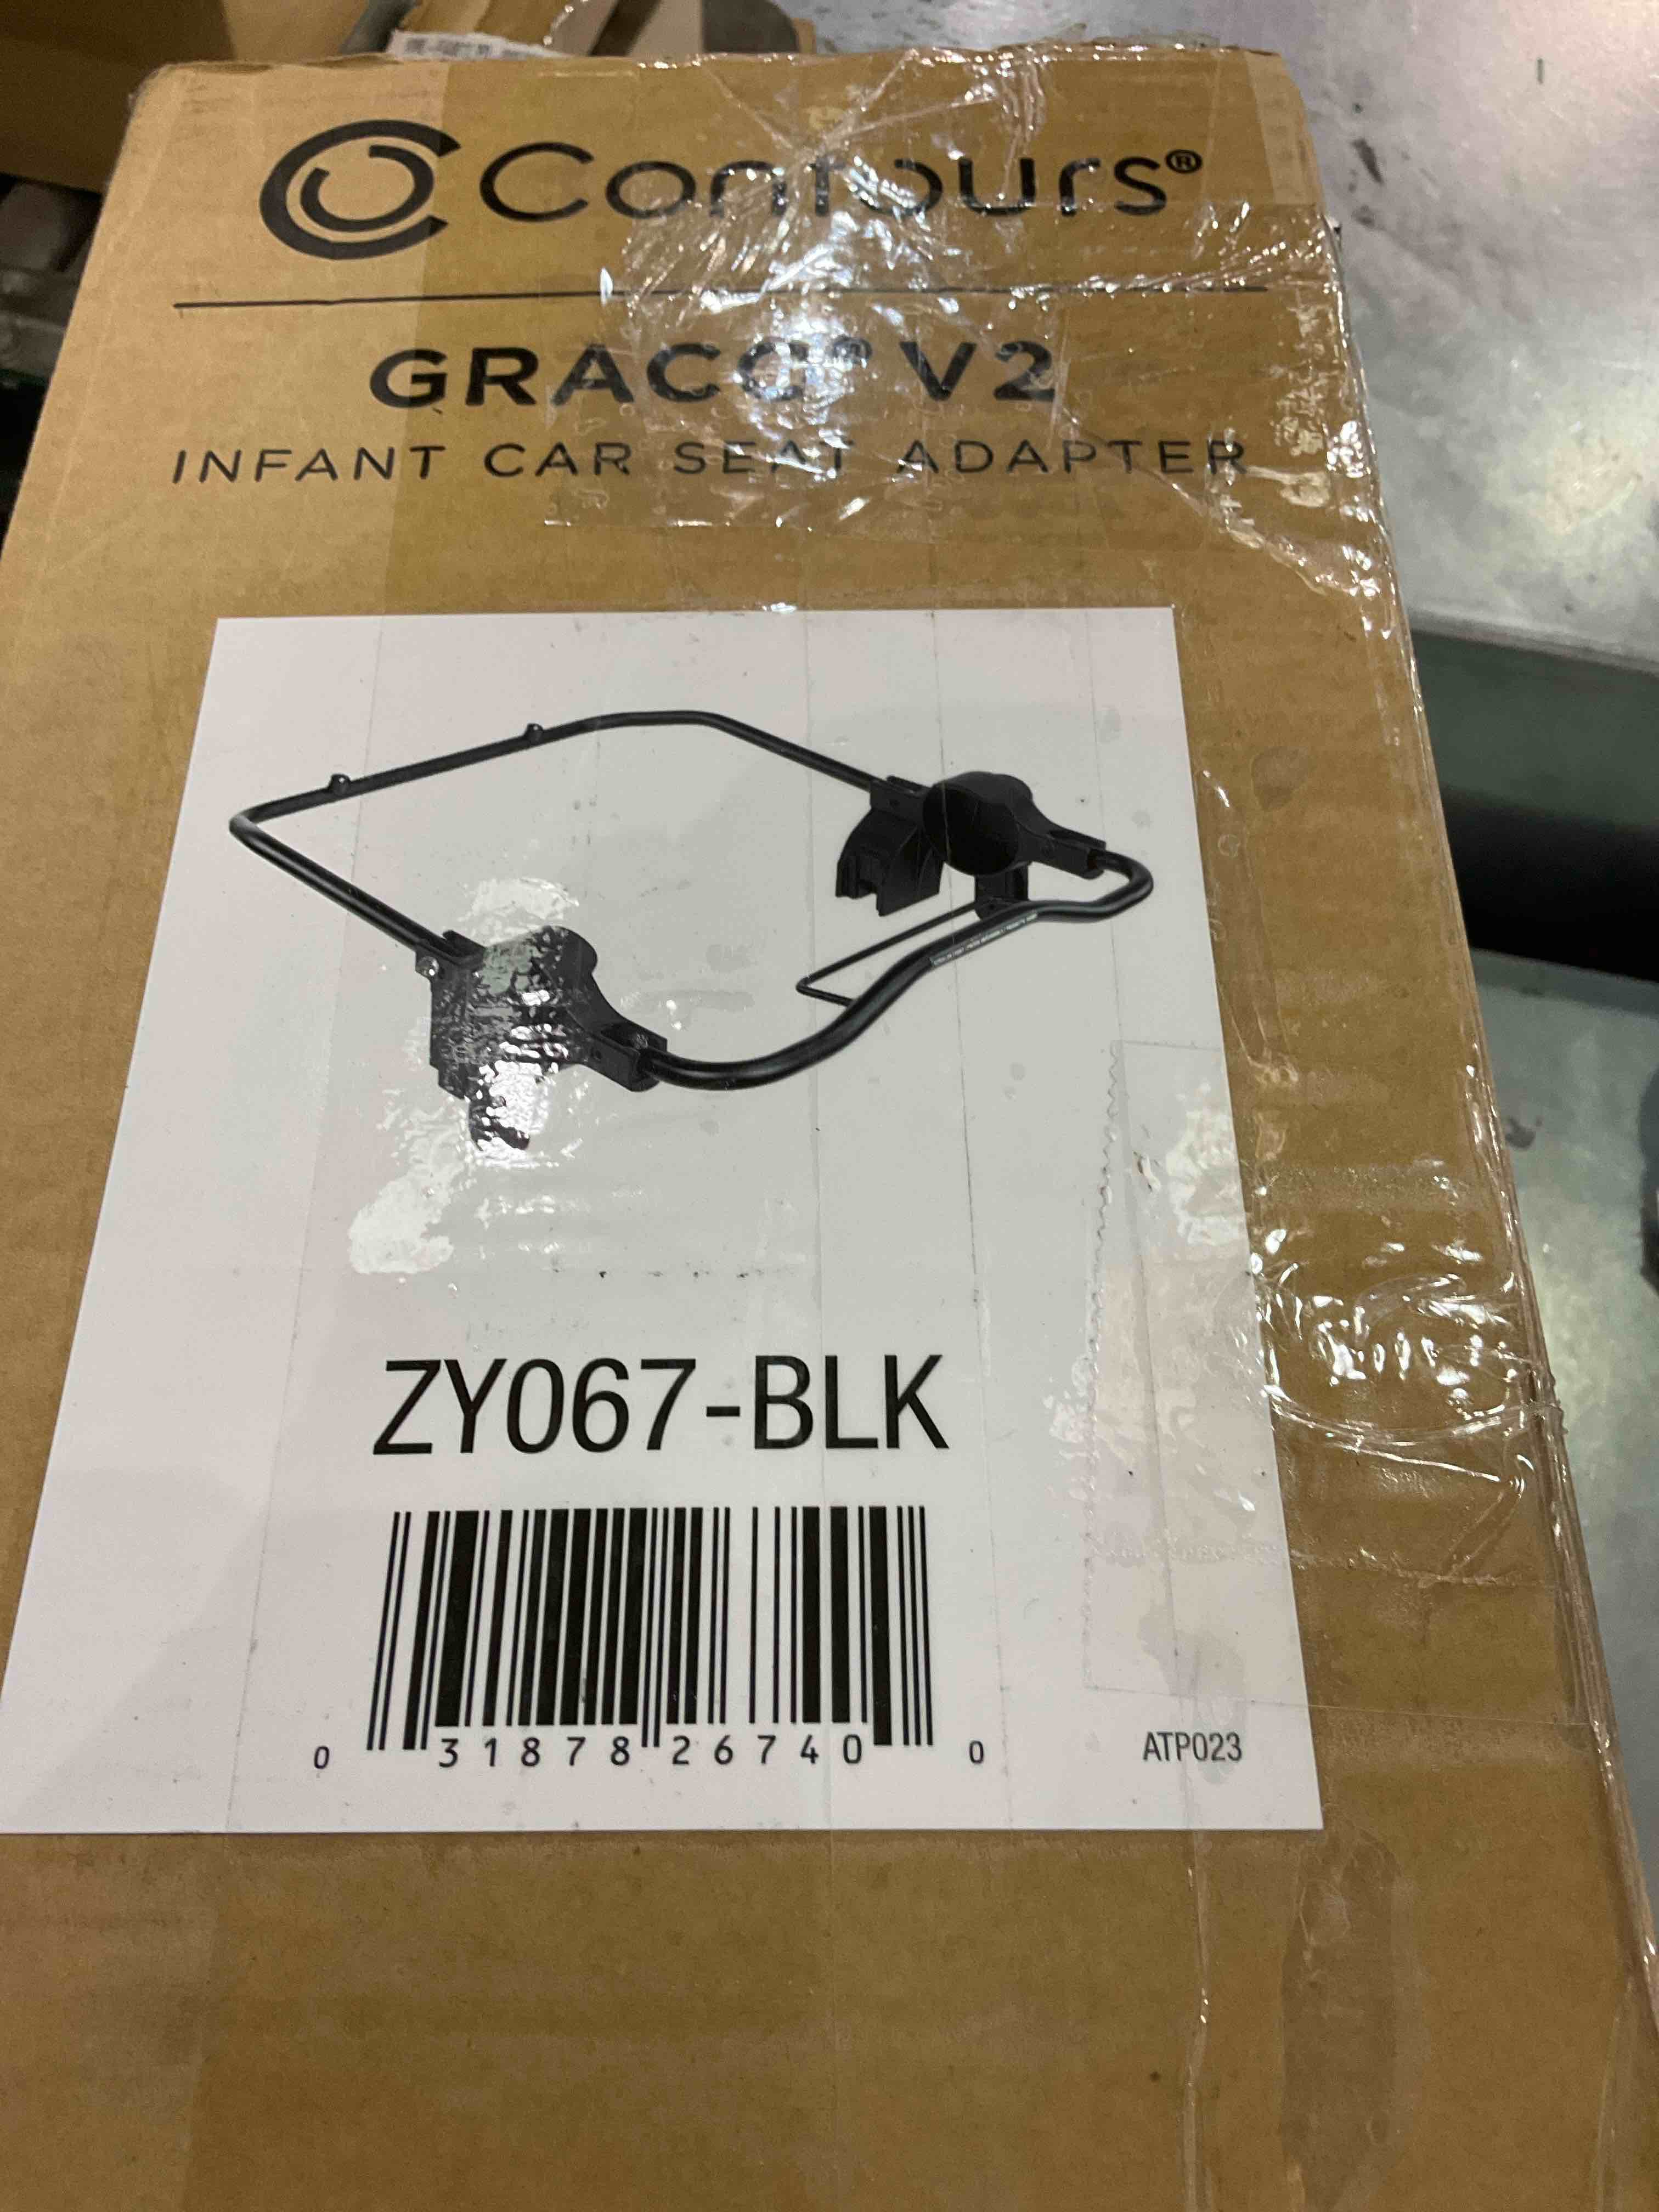 Contours®
GRACO® V2
INFANT CAR SEAT ADAPTER
ZY067-BLK
0 31878 26740 0
ATP023